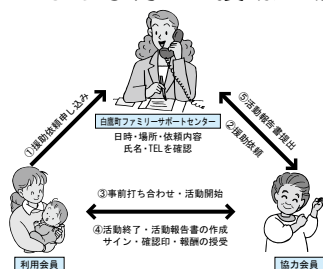 白鷹町ファミリーサポートセンター
日時・場所・依頼内容
氏名・TELを確認
①援助依頼申し込み
⑤活動報告書提出
②援助依頼
③事前打ち合わせ・活動開始
④活動終了・活動報告書の作成
サイン・確認印・報酬の授受
利用会員
協力会員